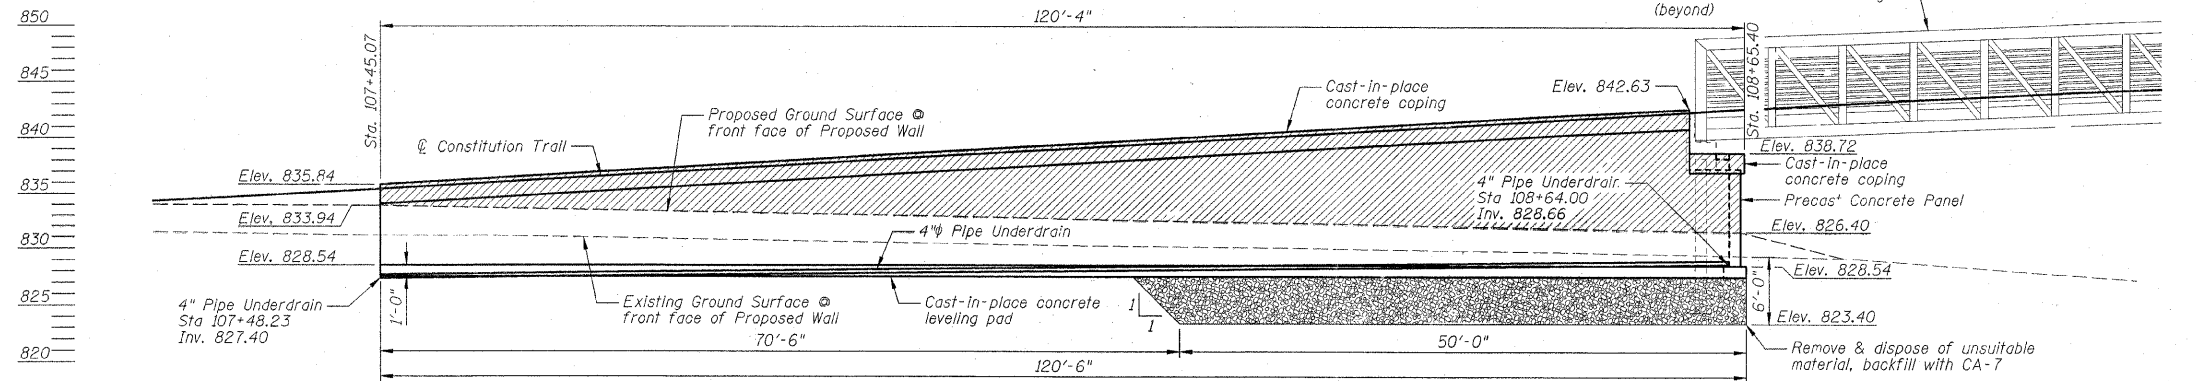 850
845
840
835
830
825
820
120'-4"
(beyond)
Sta. 107+45.07
Sta. 108+65.40
Cast-in-place
concrete coping
Elev. 842.63
Proposed Ground Surface @
front face of Proposed Wall
℄ Constitution Trail
Elev. 835.84
Elev. 833.94
Elev. 828.54
Elev. 838.72
Cast-in-place
concrete coping
Precast Concrete Panel
4" Pipe Underdrain
Sta 108+64.00
Inv. 828.66
Elev. 826.40
4"ϕ Pipe Underdrain
Elev. 828.54
4" Pipe Underdrain
Sta 107+48.23
Inv. 827.40
1'-0"
Existing Ground Surface @
front face of Proposed Wall
Cast-in-place concrete
leveling pad
1
1
6'-0"
Elev. 823.40
70'-6"
50'-0"
120'-6"
Remove & dispose of unsuitable
material, backfill with CA-7